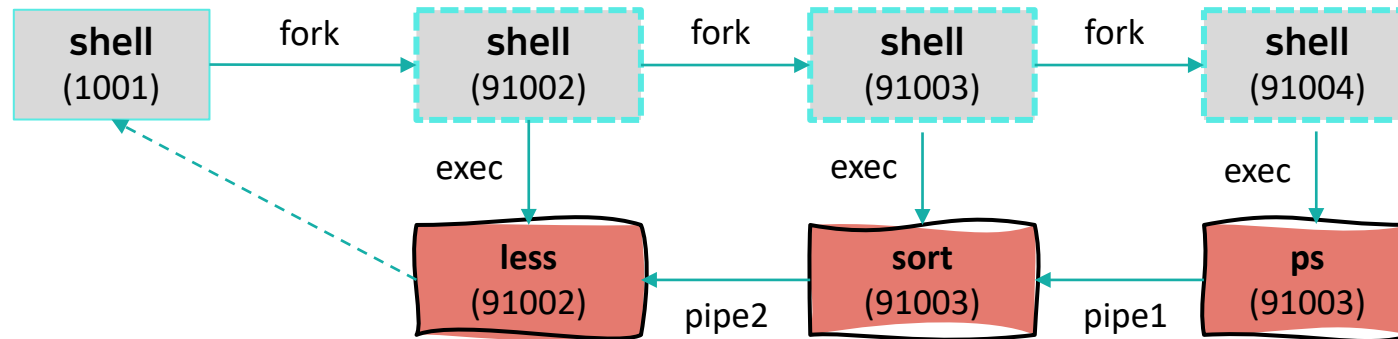 shell
(1001)
fork
shell
(91002)
fork
shell
(91003)
fork
shell
(91004)
exec
exec
exec
less
(91002)
pipe2
sort
(91003)
pipe1
ps
(91003)